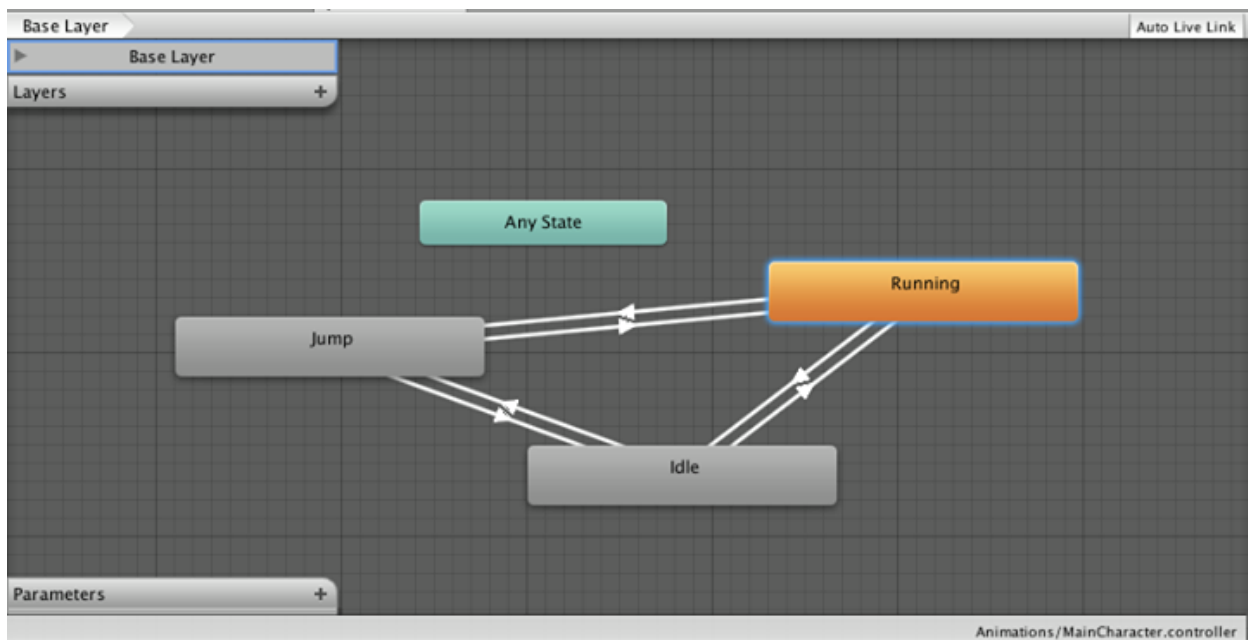 Base Layer
Auto Live Link
Base Layer
Layers
Any State
Running
Jump
Idle
Parameters
Animations/MainCharacter.controller